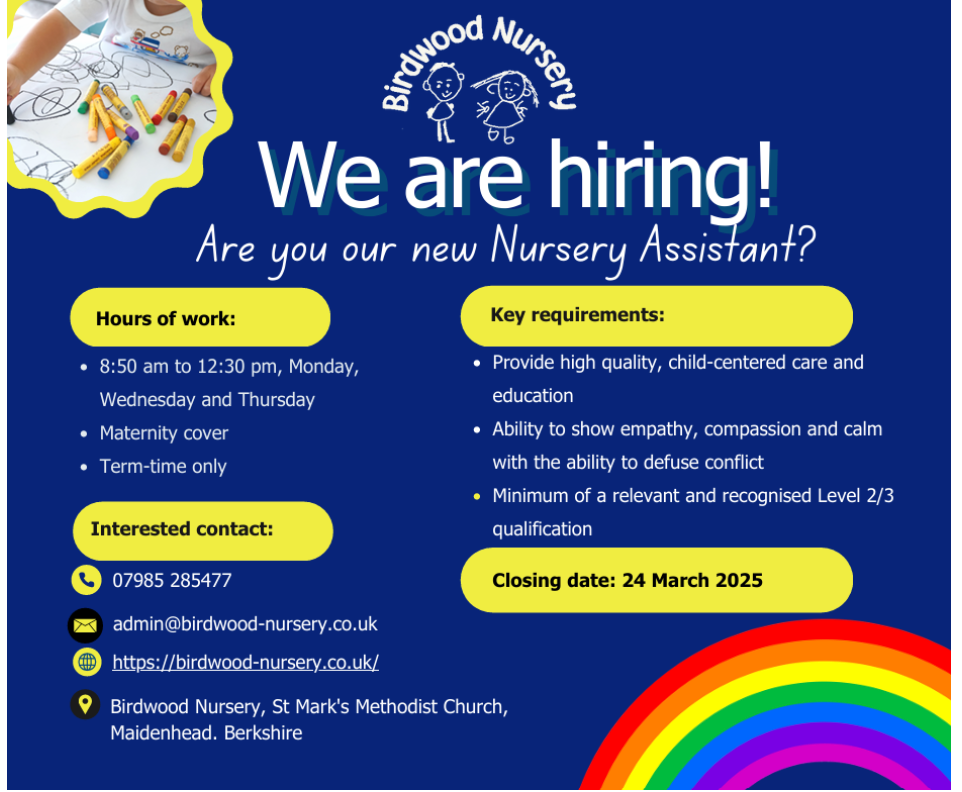 Birdwood Nursery
We are hiring!
Are you our new Nursery Assistant?
Hours of work:
8:50 am to 12:30 pm, Monday,
Wednesday and Thursday
Maternity cover
Term-time only
Key requirements:
Provide high quality, child-centered care and
education
Ability to show empathy, compassion and calm
with the ability to defuse conflict
Minimum of a relevant and recognised Level 2/3
qualification
Closing date: 24 March 2025
Interested contact:
07985 285477
admin@birdwood-nursery.co.uk
https://birdwood-nursery.co.uk/
Birdwood Nursery, St Mark's Methodist Church,
Maidenhead. Berkshire